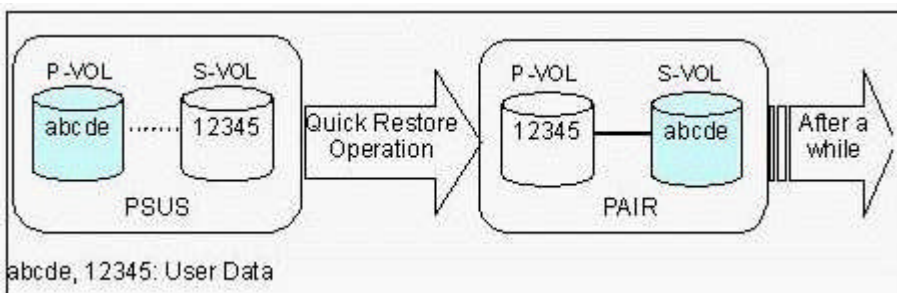 P-VOL S-VOL
abcde 12345
PSUS
Quick Restore
Operation
P-VOL S-VOL
12345 abcde
PAIR
After a
while
abcde, 12345: User Data